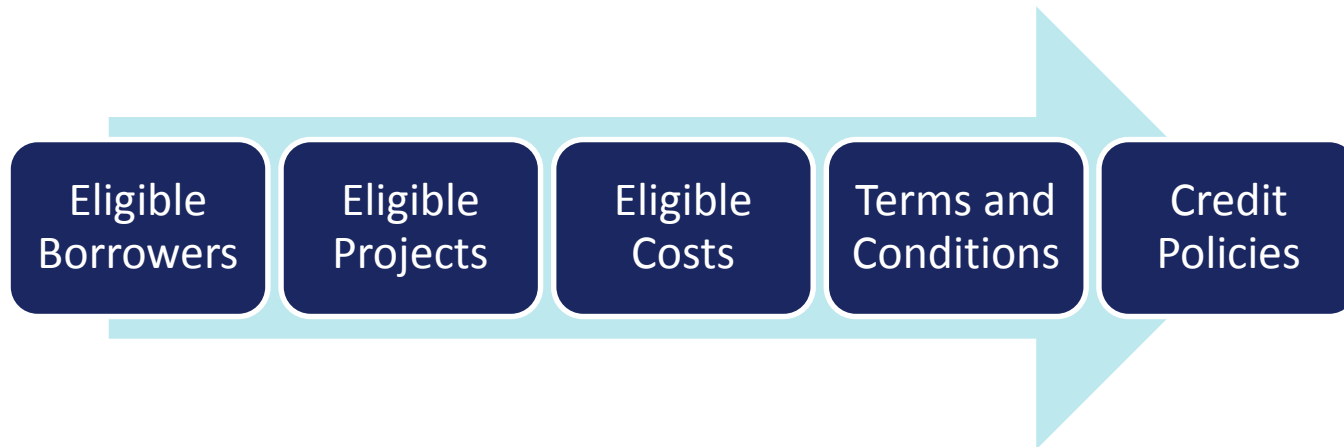 Eligible
Borrowers
Eligible
Projects
Eligible
Costs
Terms and
Conditions
Credit
Policies